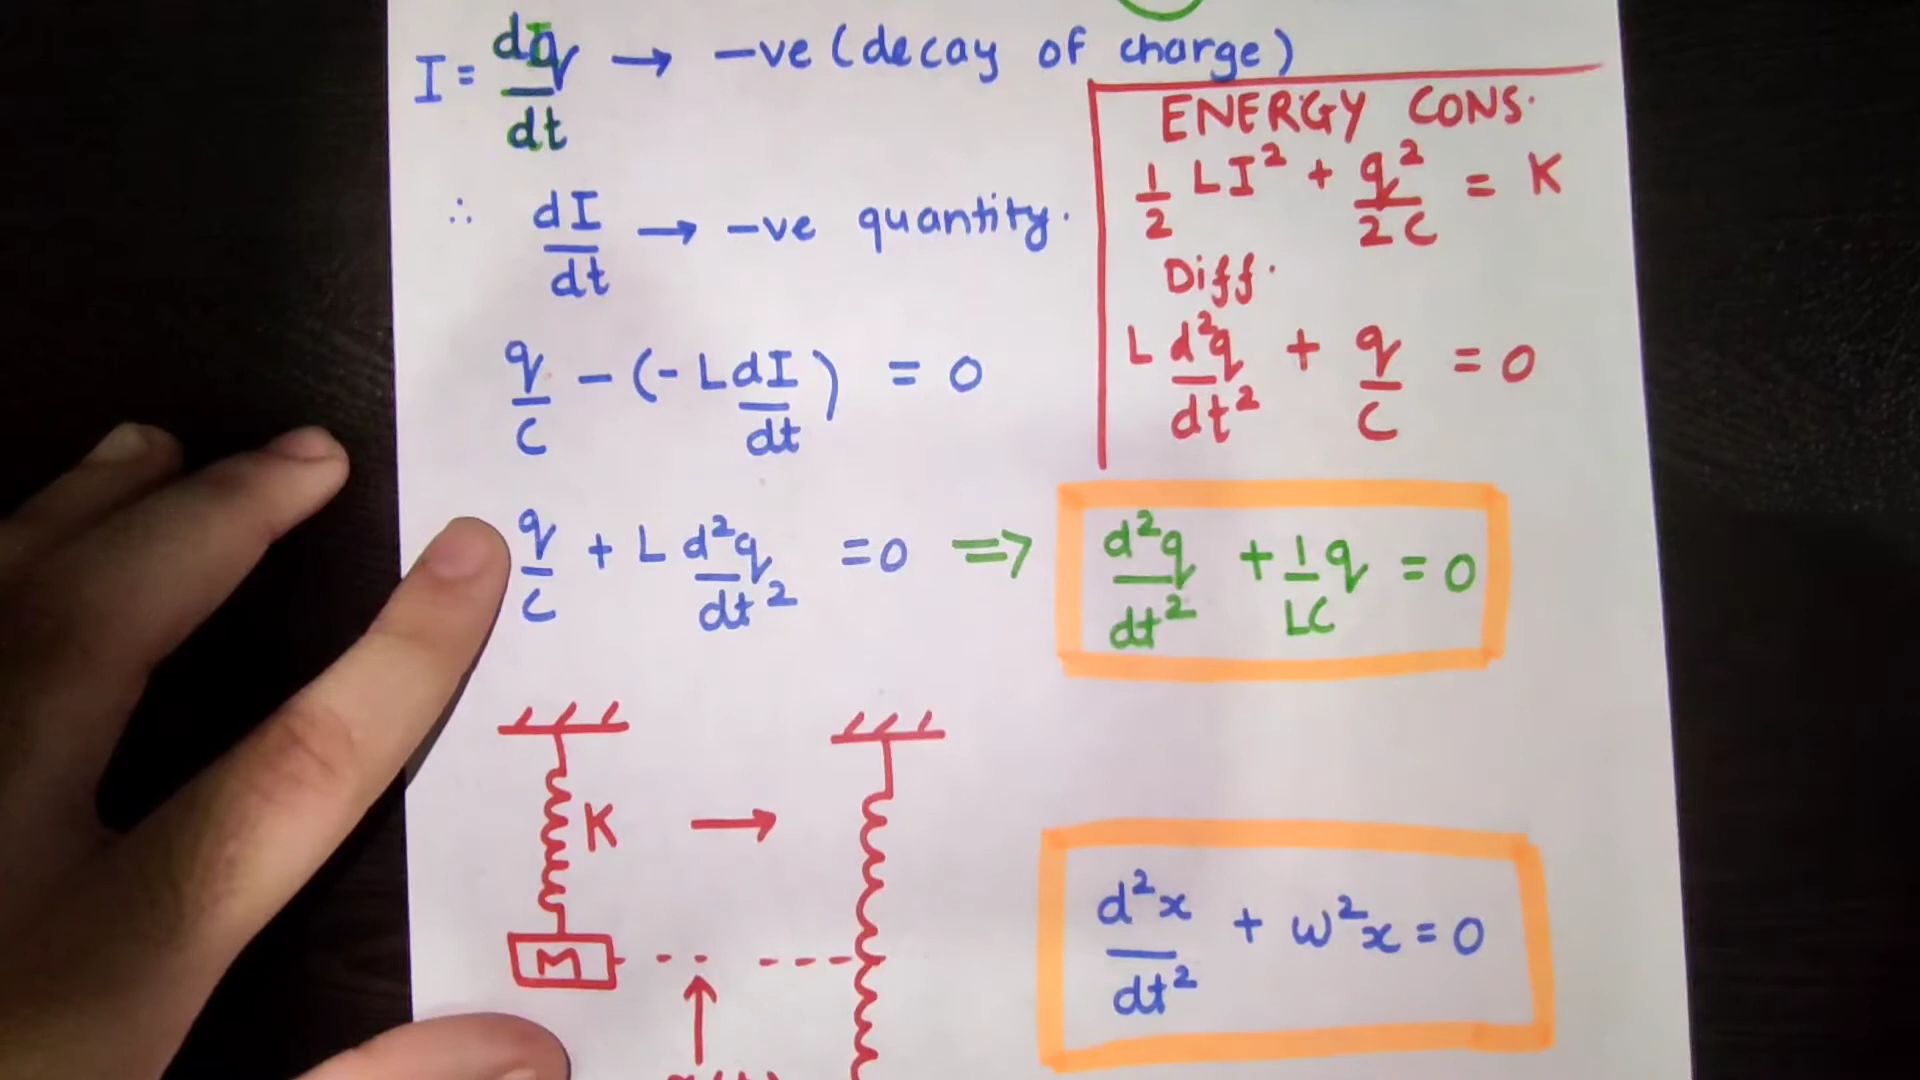 I = dq/dt → -ve (decay of charge)
∴ dI/dt → -ve quantity.
q/C - (-L dI/dt) = 0
q/C + L d²q/dt² = 0 ⇒ d²q/dt² + 1/LC q = 0
ENERGY CONS.
1/2 LI² + q²/2C = K
Diff.
L d²q/dt² + q/C = 0
K
M
d²x/dt² + ω²x = 0